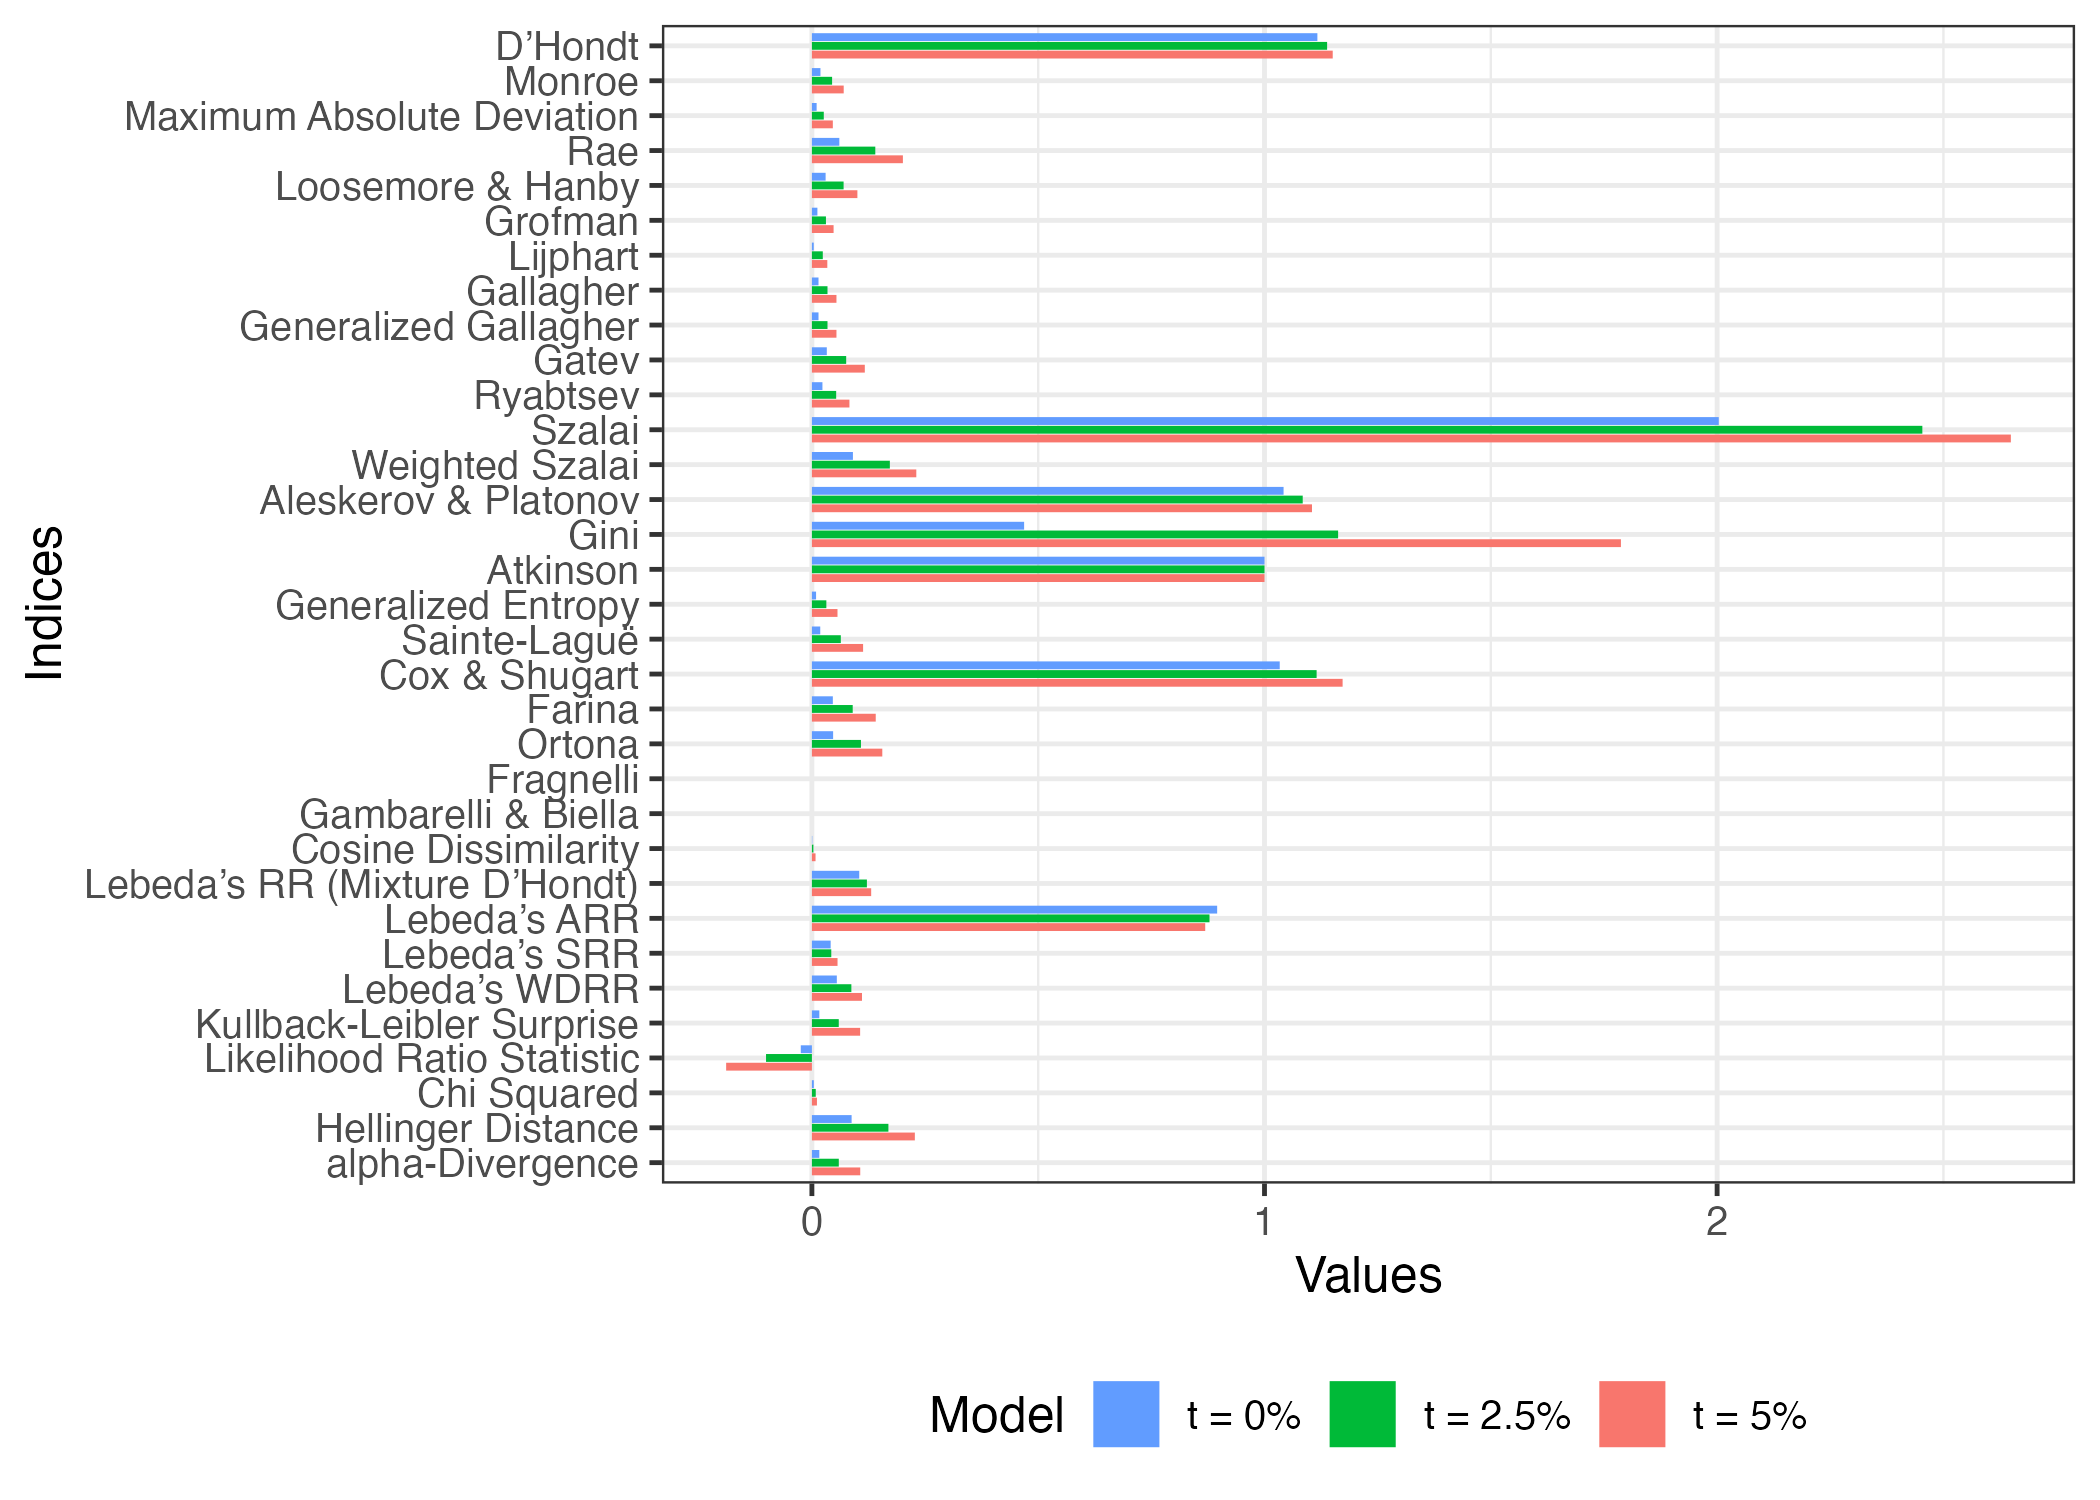 D’Hondt
Monroe
Maximum Absolute Deviation
Rae
Loosemore & Hanby
Grofman
Lijphart
Gallagher
Generalized Gallagher
Gatev
Ryabtsev
Szalai
Weighted Szalai
Aleskerov & Platonov
Gini
Atkinson
Generalized Entropy
Sainte-Laguë
Cox & Shugart
Farina
Ortona
Fragnelli
Gambarelli & Biella
Cosine Dissimilarity
Lebeda’s RR (Mixture D’Hondt)
Lebeda’s ARR
Lebeda’s SRR
Lebeda’s WDRR
Kullback-Leibler Surprise
Likelihood Ratio Statistic
Chi Squared
Hellinger Distance
alpha-Divergence
Indices
0 1 2
Values
Model t = 0% t = 2.5% t = 5%